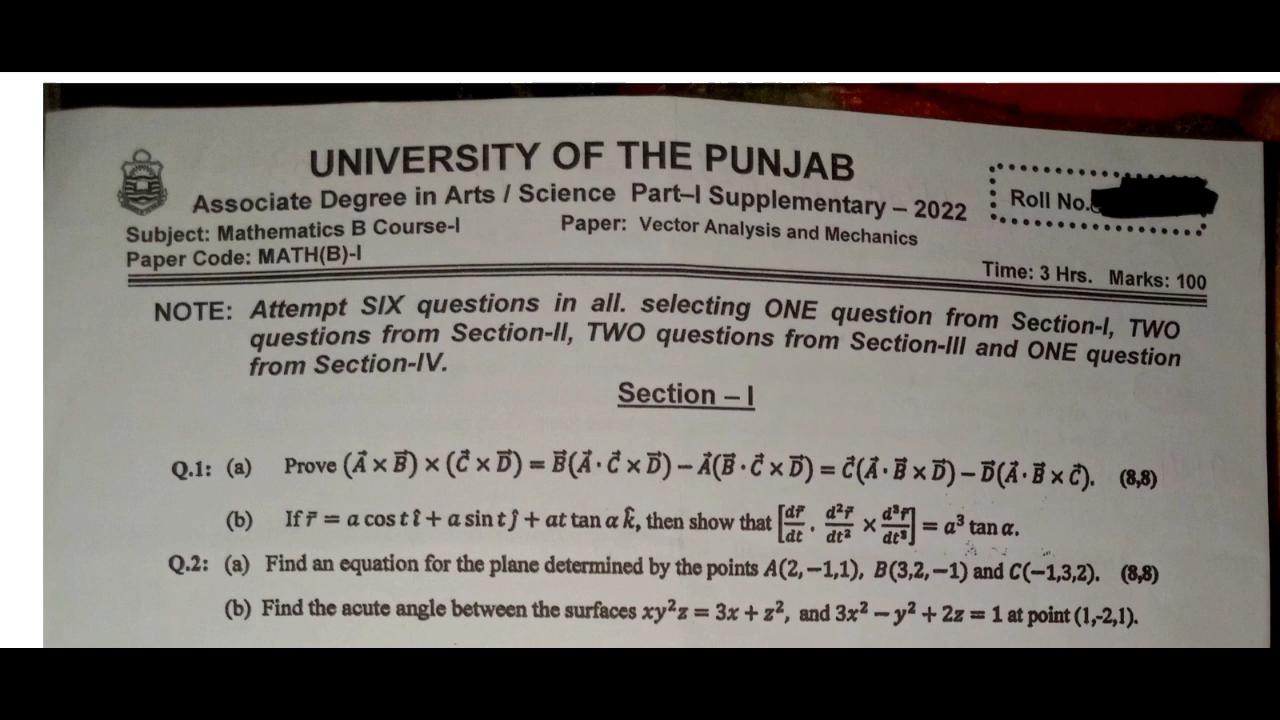 UNIVERSITY OF THE PUNJAB
Associate Degree in Arts / Science Part–I Supplementary – 2022
Roll No.
Subject: Mathematics B Course-I Paper: Vector Analysis and Mechanics
Paper Code: MATH(B)-I
Time: 3 Hrs. Marks: 100
NOTE: Attempt SIX questions in all. selecting ONE question from Section-I, TWO
questions from Section-II, TWO questions from Section-III and ONE question
from Section-IV.
Section – I
Q.1: (a) Prove (A⃗ × B⃗) × (C⃗ × D⃗) = B⃗(A⃗ · C⃗ × D⃗) − A⃗(B⃗ · C⃗ × D⃗) = C⃗(A⃗ · B⃗ × D⃗) − D⃗(A⃗ · B⃗ × C⃗). (8,8)
(b) If r⃗ = a cos t î + a sin t ĵ + at tan α k̂, then show that [dr⃗/dt . d²r⃗/dt² × d³r⃗/dt³] = a³ tan α.
Q.2: (a) Find an equation for the plane determined by the points A(2,−1,1), B(3,2,−1) and C(−1,3,2). (8,8)
(b) Find the acute angle between the surfaces xy²z = 3x + z², and 3x² − y² + 2z = 1 at point (1,-2,1).